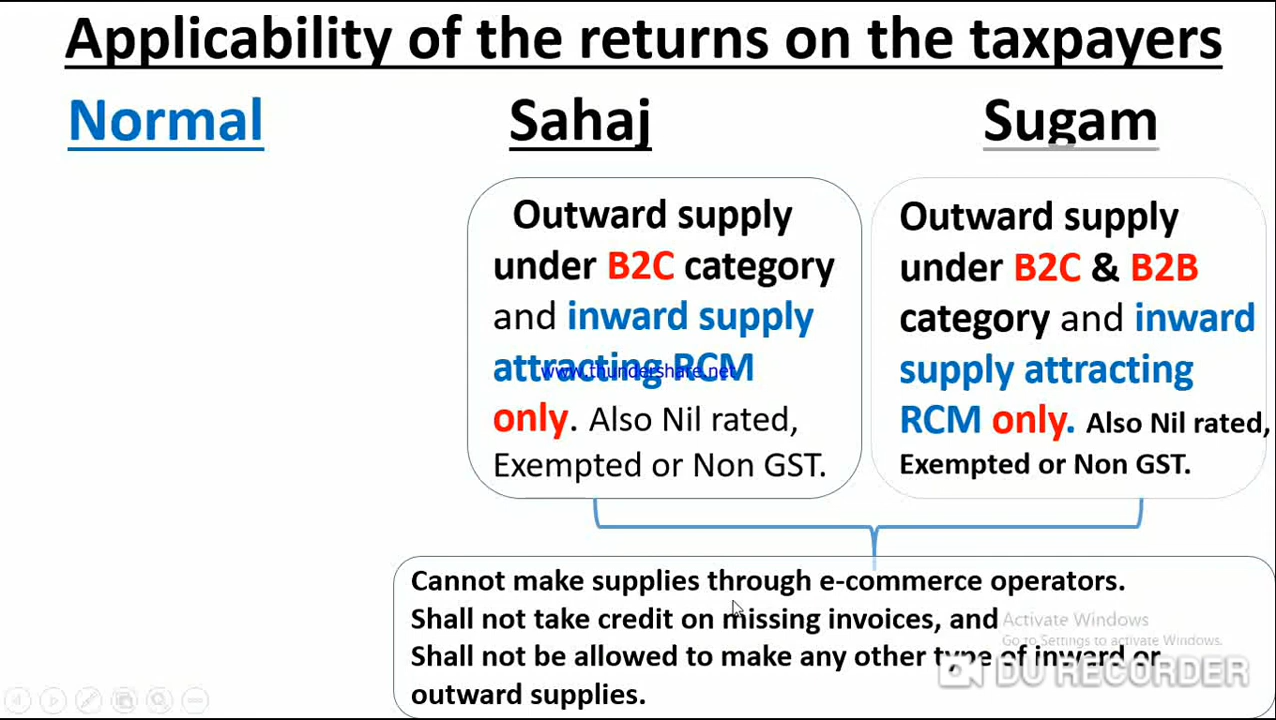 Applicability of the returns on the taxpayers
Normal
Sahaj
Sugam
Outward supply
under B2C category
and inward supply
attracting RCM
only. Also Nil rated,
Exempted or Non GST.
www.thundershare.net
Outward supply
under B2C & B2B
category and inward
supply attracting
RCM only. Also Nil rated,
Exempted or Non GST.
Cannot make supplies through e-commerce operators.
Shall not take credit on missing invoices, and
Shall not be allowed to make any other type of inward or
outward supplies.
Activate Windows
Go to Settings to activate Windows.
DU RECORDER